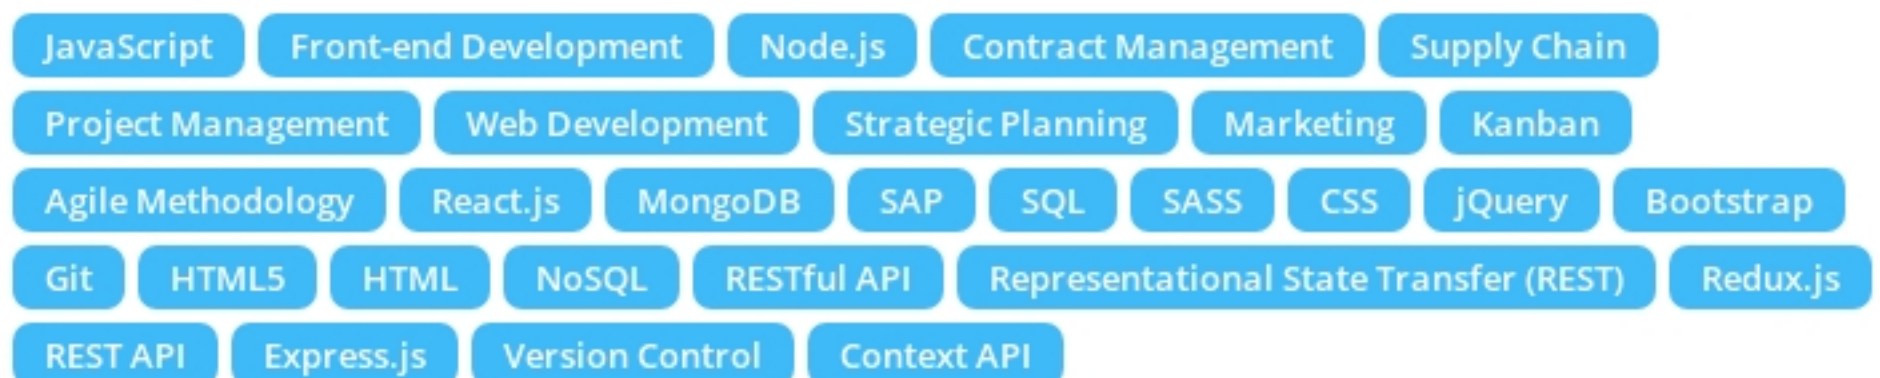 JavaScript Front-end Development Node.js Contract Management Supply Chain
Project Management Web Development Strategic Planning Marketing Kanban
Agile Methodology React.js MongoDB SAP SQL SASS CSS jQuery Bootstrap
Git HTML5 HTML NoSQL RESTful API Representational State Transfer (REST) Redux.js
REST API Express.js Version Control Context API